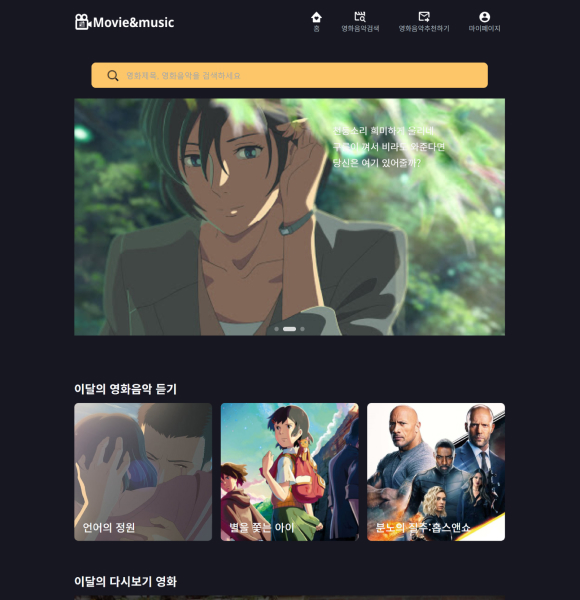 Movie&music
홈
영화음악검색
영화음악추천하기
마이페이지
영화제목, 영화음악을 검색하세요
천둥소리 희미하게 울리네
구름이 껴서 비라도 와준다면
당신은 여기 있어줄까?
이달의 영화음악 듣기
언어의 정원
별을 쫓는 아이
분노의 질주:홉스앤쇼
이달의 다시보기 영화